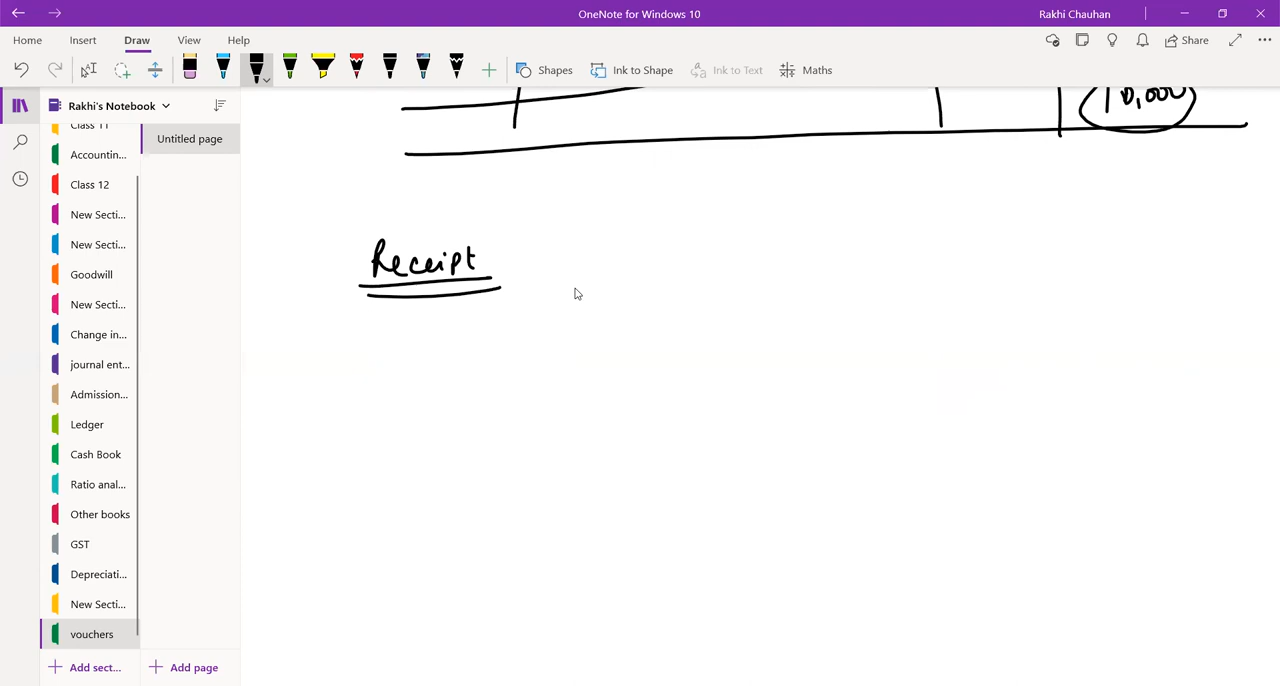 OneNote for Windows 10
Rakhi Chauhan
Home Insert Draw View Help
Share
Shapes Ink to Shape Ink to Text Maths
Rakhi's Notebook
Class 11
Untitled page
Accountin...
Class 12
New Secti...
New Secti...
Goodwill
New Secti...
Change in...
journal ent...
Admission...
Ledger
Cash Book
Ratio anal...
Other books
GST
Depreciati...
New Secti...
vouchers
Add sect...
Add page
10,000
Receipt